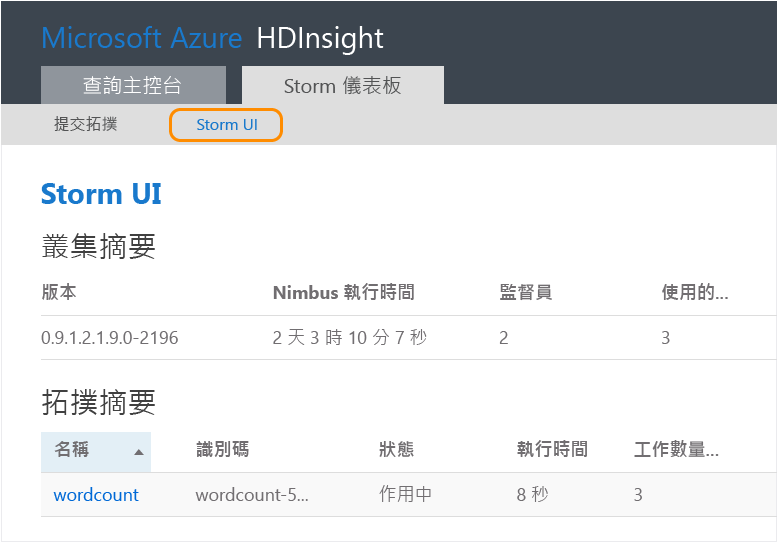 Microsoft Azure HDInsight
查詢主控台 Storm 儀表板
提交拓撲 Storm UI
Storm UI
叢集摘要
版本 Nimbus 執行時間 監督員 使用的...
0.9.1.2.1.9.0-2196 2 天 3 時 10 分 7 秒 2 3
拓撲摘要
名稱 識別碼 狀態 執行時間 工作數量...
wordcount wordcount-5... 作用中 8 秒 3